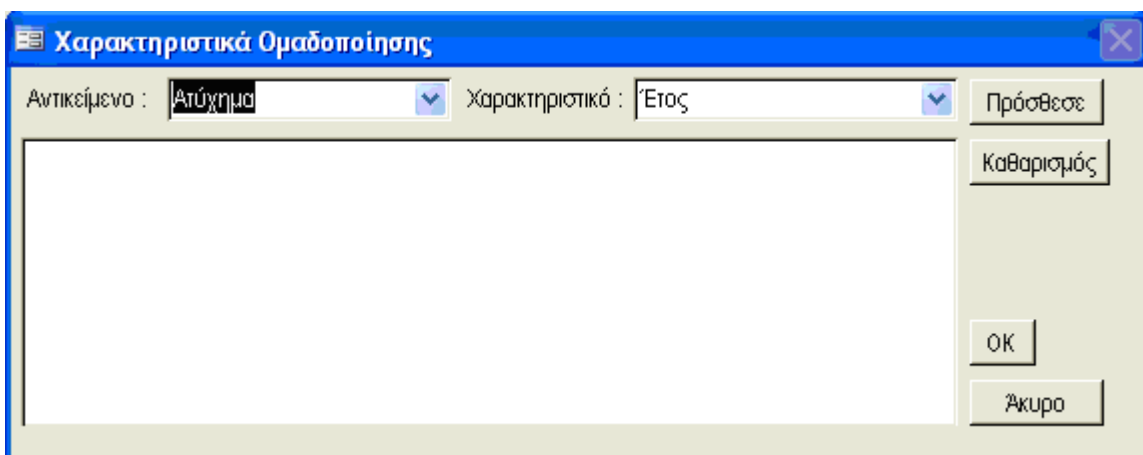 Χαρακτηριστικά Ομαδοποίησης
Αντικείμενο : Ατύχημα Χαρακτηριστικό : Έτος Πρόσθεσε
Καθαρισμός
OK
Άκυρο